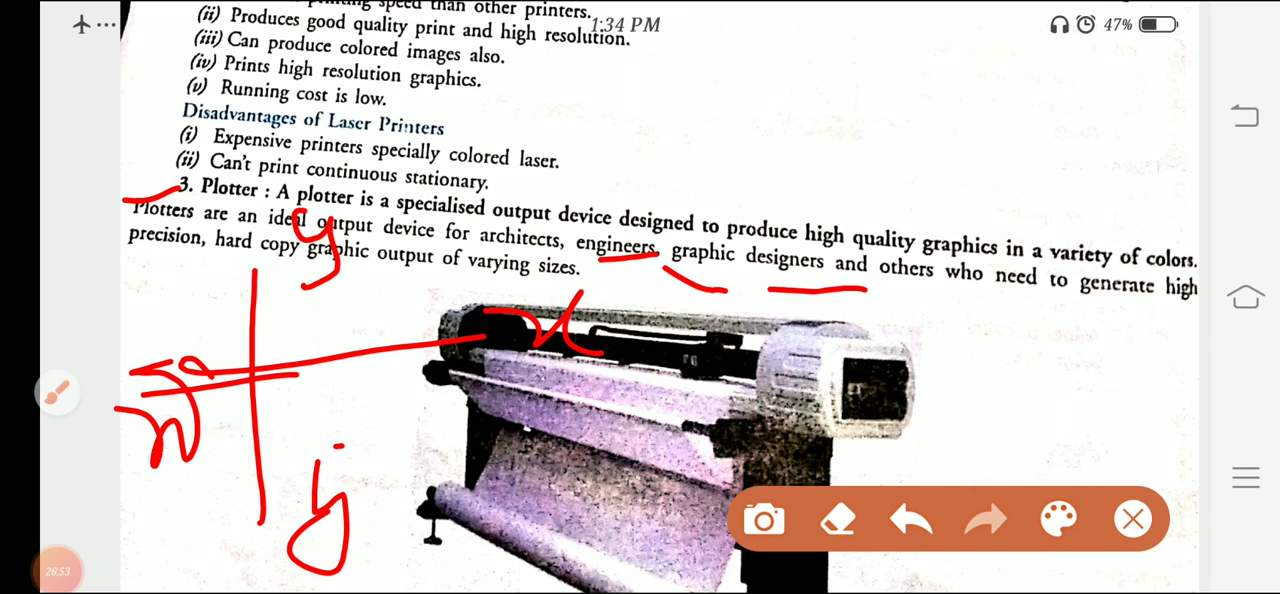 speed than other printers.
1:34 PM
47%
(ii) Produces good quality print and high resolution.
(iii) Can produce colored images also.
(iv) Prints high resolution graphics.
(v) Running cost is low.
Disadvantages of Laser Printers
(i) Expensive printers specially colored laser.
(ii) Can't print continuous stationary.
3. Plotter : A plotter is a specialised output device designed to produce high quality graphics in a variety of colors.
Plotters are an ideal output device for architects, engineers, graphic designers and others who need to generate high
precision, hard copy graphic output of varying sizes.
y
x
26:53